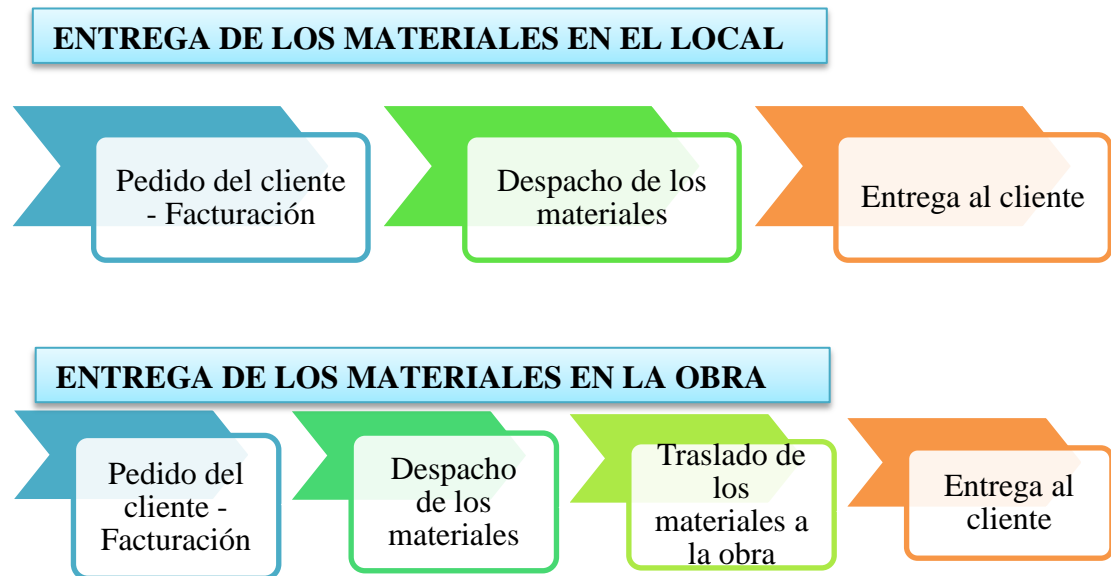 ENTREGA DE LOS MATERIALES EN EL LOCAL
Pedido del cliente
- Facturación
Despacho de los
materiales
Entrega al cliente
ENTREGA DE LOS MATERIALES EN LA OBRA
Pedido del
cliente -
Facturación
Despacho
de los
materiales
Traslado de
los
materiales a
la obra
Entrega al
cliente